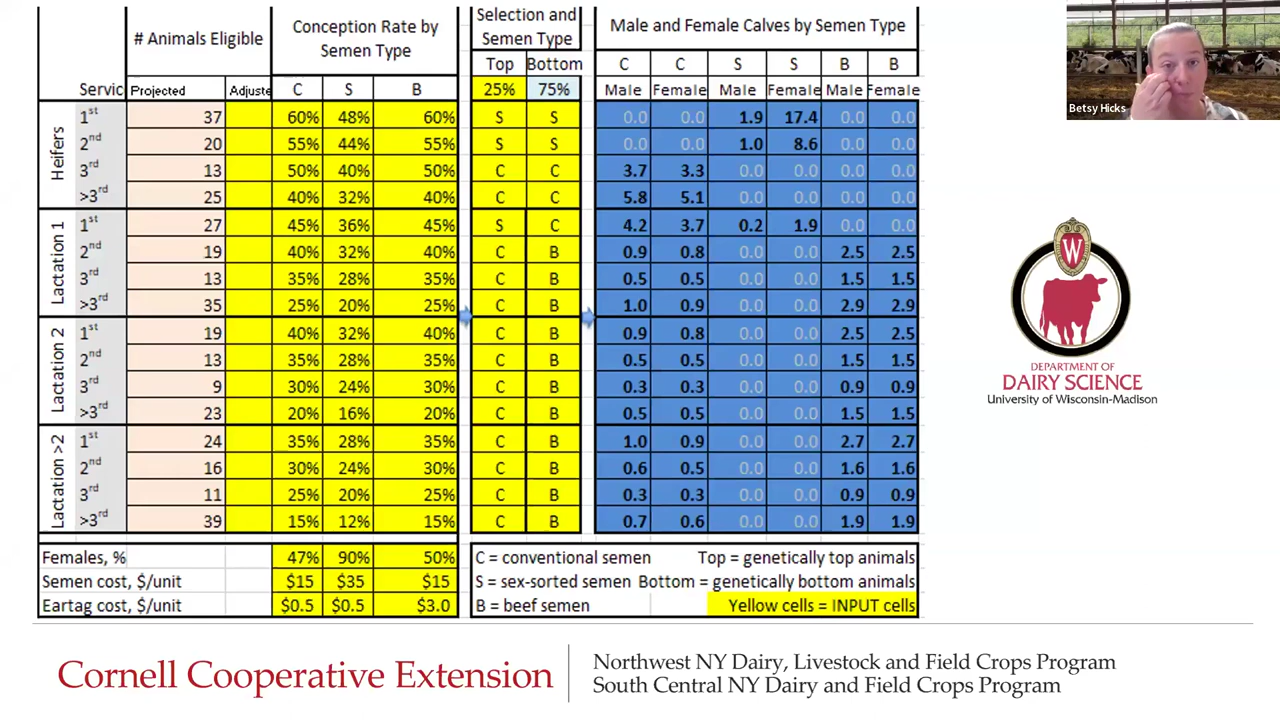 # Animals Eligible
Conception Rate by Semen Type
Selection and Semen Type
Male and Female Calves by Semen Type
Top Bottom C C S S B B
Servic Projected Adjuste C S B 25% 75% Male Female Male Female Male Female
Heifers
1st 37 60% 48% 60% S S 0.0 0.0 1.9 17.4 0.0 0.0
2nd 20 55% 44% 55% S S 0.0 0.0 1.0 8.6 0.0 0.0
3rd 13 50% 40% 50% C C 3.7 3.3 0.0 0.0 0.0 0.0
>3rd 25 40% 32% 40% C C 5.8 5.1 0.0 0.0 0.0 0.0
Lactation 1
1st 27 45% 36% 45% S C 4.2 3.7 0.2 1.9 0.0 0.0
2nd 19 40% 32% 40% C B 0.9 0.8 0.0 0.0 2.5 2.5
3rd 13 35% 28% 35% C B 0.5 0.5 0.0 0.0 1.5 1.5
>3rd 35 25% 20% 25% C B 1.0 0.9 0.0 0.0 2.9 2.9
Lactation 2
1st 19 40% 32% 40% C B 0.9 0.8 0.0 0.0 2.5 2.5
2nd 13 35% 28% 35% C B 0.5 0.5 0.0 0.0 1.5 1.5
3rd 9 30% 24% 30% C B 0.3 0.3 0.0 0.0 0.9 0.9
>3rd 23 20% 16% 20% C B 0.5 0.5 0.0 0.0 1.5 1.5
Lactation >2
1st 24 35% 28% 35% C B 1.0 0.9 0.0 0.0 2.7 2.7
2nd 16 30% 24% 30% C B 0.6 0.5 0.0 0.0 1.6 1.6
3rd 11 25% 20% 25% C B 0.3 0.3 0.0 0.0 0.9 0.9
>3rd 39 15% 12% 15% C B 0.7 0.6 0.0 0.0 1.9 1.9
Females, % 47% 90% 50%
Semen cost, $/unit $15 $35 $15
Eartag cost, $/unit $0.5 $0.5 $3.0
C = conventional semen Top = genetically top animals
S = sex-sorted semen Bottom = genetically bottom animals
B = beef semen Yellow cells = INPUT cells
Betsy Hicks
W
DEPARTMENT OF
DAIRY SCIENCE
University of Wisconsin-Madison
Cornell Cooperative Extension
Northwest NY Dairy, Livestock and Field Crops Program
South Central NY Dairy and Field Crops Program